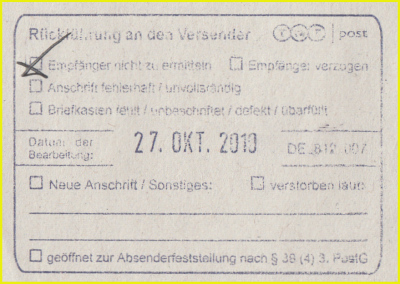 Rückführung an den Versender POST
Empfänger nicht zu ermitteln Empfänger verzogen
Anschrift fehlerhaft / unvollständig
Briefkasten fehlt / unbeschriftet / defekt / überfüllt
Datum der
Bearbeitung: 27. OKT. 2010
Neue Anschrift / Sonstiges: verstorben laut:
geöffnet zur Absenderfeststellung nach § 39 (4) 3. PostG